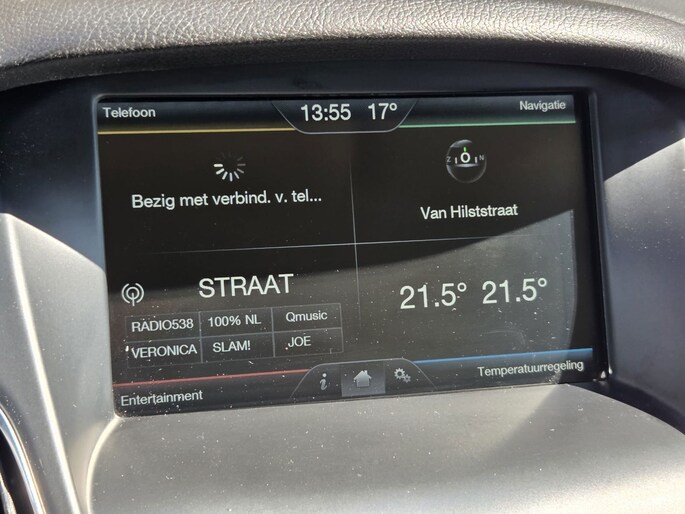 Telefoon
13:55 17°
Navigatie
Bezig met verbind. v. tel...
Z O N
Van Hilststraat
STRAAT
RADIO538 100% NL Qmusic
VERONICA SLAM! JOE
21.5° 21.5°
i
Entertainment
Temperatuurregeling